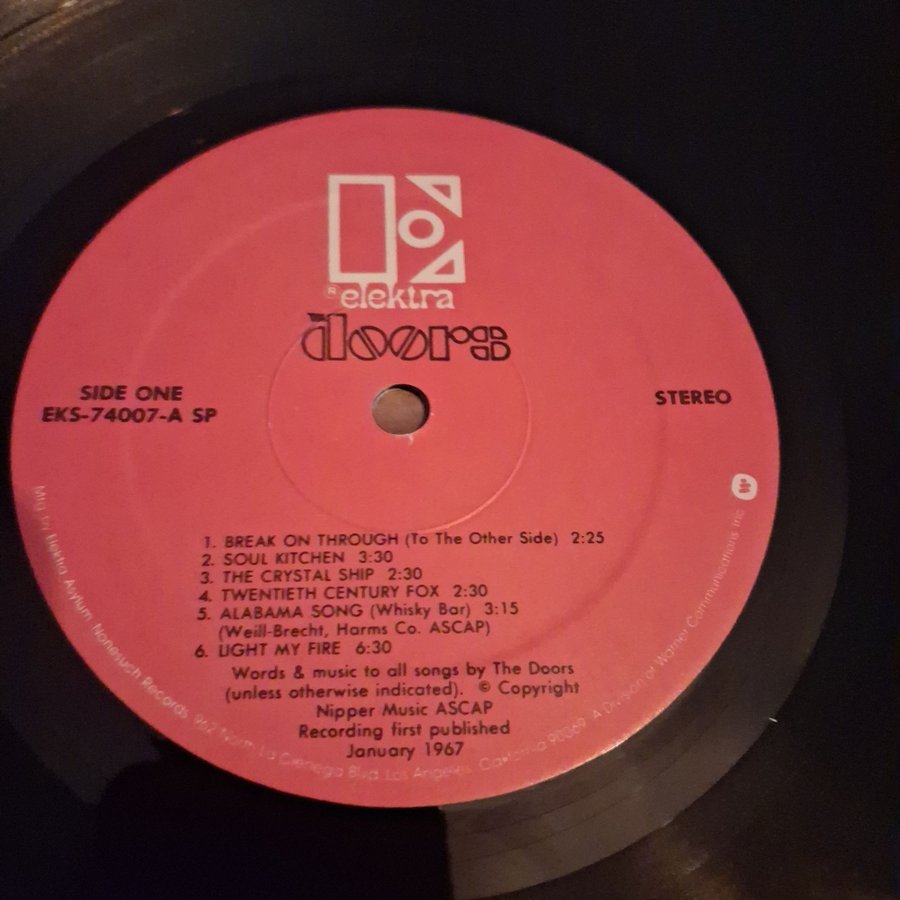 ® elektra
the doors
SIDE ONE
EKS-74007-A SP
STEREO
1. BREAK ON THROUGH (To The Other Side) 2:25
2. SOUL KITCHEN 3:30
3. THE CRYSTAL SHIP 2:30
4. TWENTIETH CENTURY FOX 2:30
5. ALABAMA SONG (Whisky Bar) 3:15
(Weill-Brecht, Harms Co. ASCAP)
6. LIGHT MY FIRE 6:30
Words & music to all songs by The Doors
(unless otherwise indicated). © Copyright
Nipper Music ASCAP
Recording first published
January 1967
Mfg by Elektra Asylum Nonesuch Records 962 North La Cienega Blvd. Los Angeles, California 90069. A Division of Warner Communications Inc